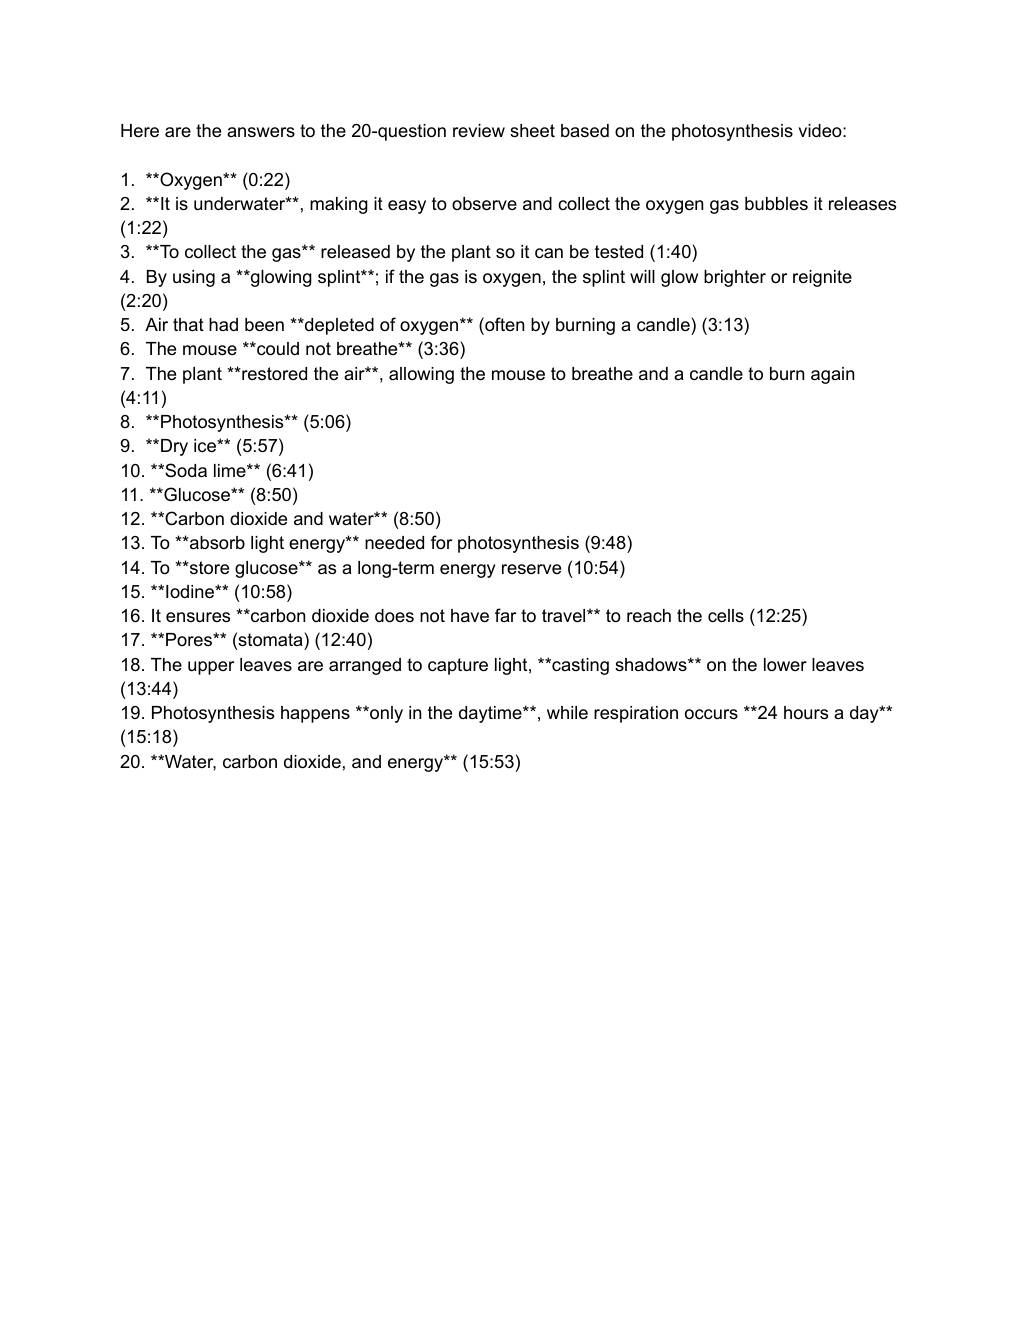 Here are the answers to the 20-question review sheet based on the photosynthesis video:
1.  **Oxygen** (0:22)
2.  **It is underwater**, making it easy to observe and collect the oxygen gas bubbles it releases
(1:22)
3.  **To collect the gas** released by the plant so it can be tested (1:40)
4.  By using a **glowing splint**; if the gas is oxygen, the splint will glow brighter or reignite
(2:20)
5.  Air that had been **depleted of oxygen** (often by burning a candle) (3:13)
6.  The mouse **could not breathe** (3:36)
7.  The plant **restored the air**, allowing the mouse to breathe and a candle to burn again
(4:11)
8.  **Photosynthesis** (5:06)
9.  **Dry ice** (5:57)
10. **Soda lime** (6:41)
11. **Glucose** (8:50)
12. **Carbon dioxide and water** (8:50)
13. To **absorb light energy** needed for photosynthesis (9:48)
14. To **store glucose** as a long-term energy reserve (10:54)
15. **Iodine** (10:58)
16. It ensures **carbon dioxide does not have far to travel** to reach the cells (12:25)
17. **Pores** (stomata) (12:40)
18. The upper leaves are arranged to capture light, **casting shadows** on the lower leaves
(13:44)
19. Photosynthesis happens **only in the daytime**, while respiration occurs **24 hours a day**
(15:18)
20. **Water, carbon dioxide, and energy** (15:53)